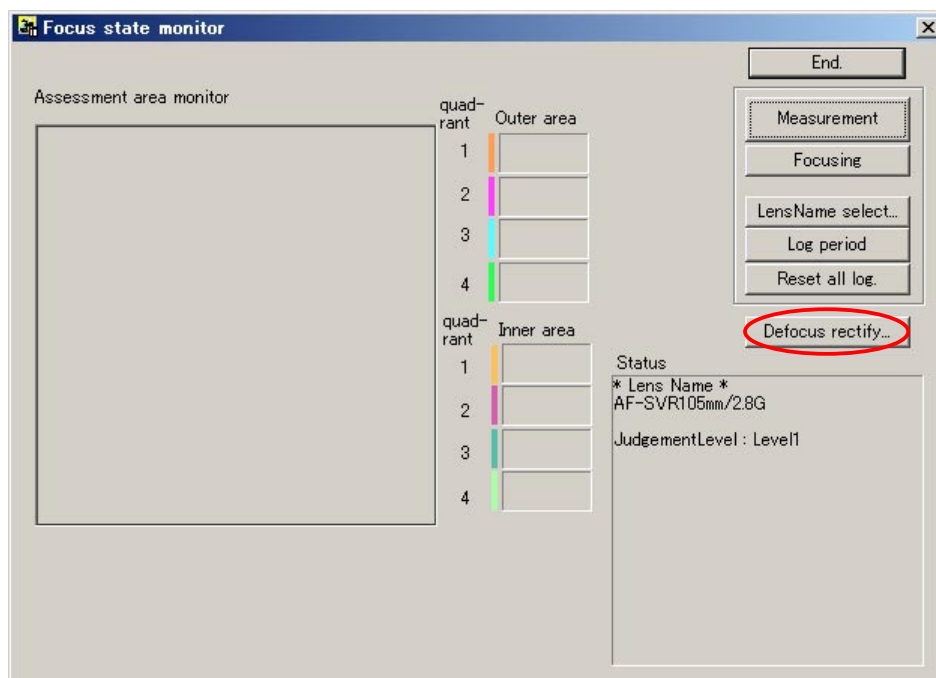 Focus state monitor
End.
Assessment area monitor
quad-
rant
Outer area
1
2
3
4
quad-
rant
Inner area
1
2
3
4
Measurement
Focusing
LensName select...
Log period
Reset all log.
Defocus rectify...
Status
* Lens Name *
AF-SVR105mm/2.8G
JudgementLevel : Level1